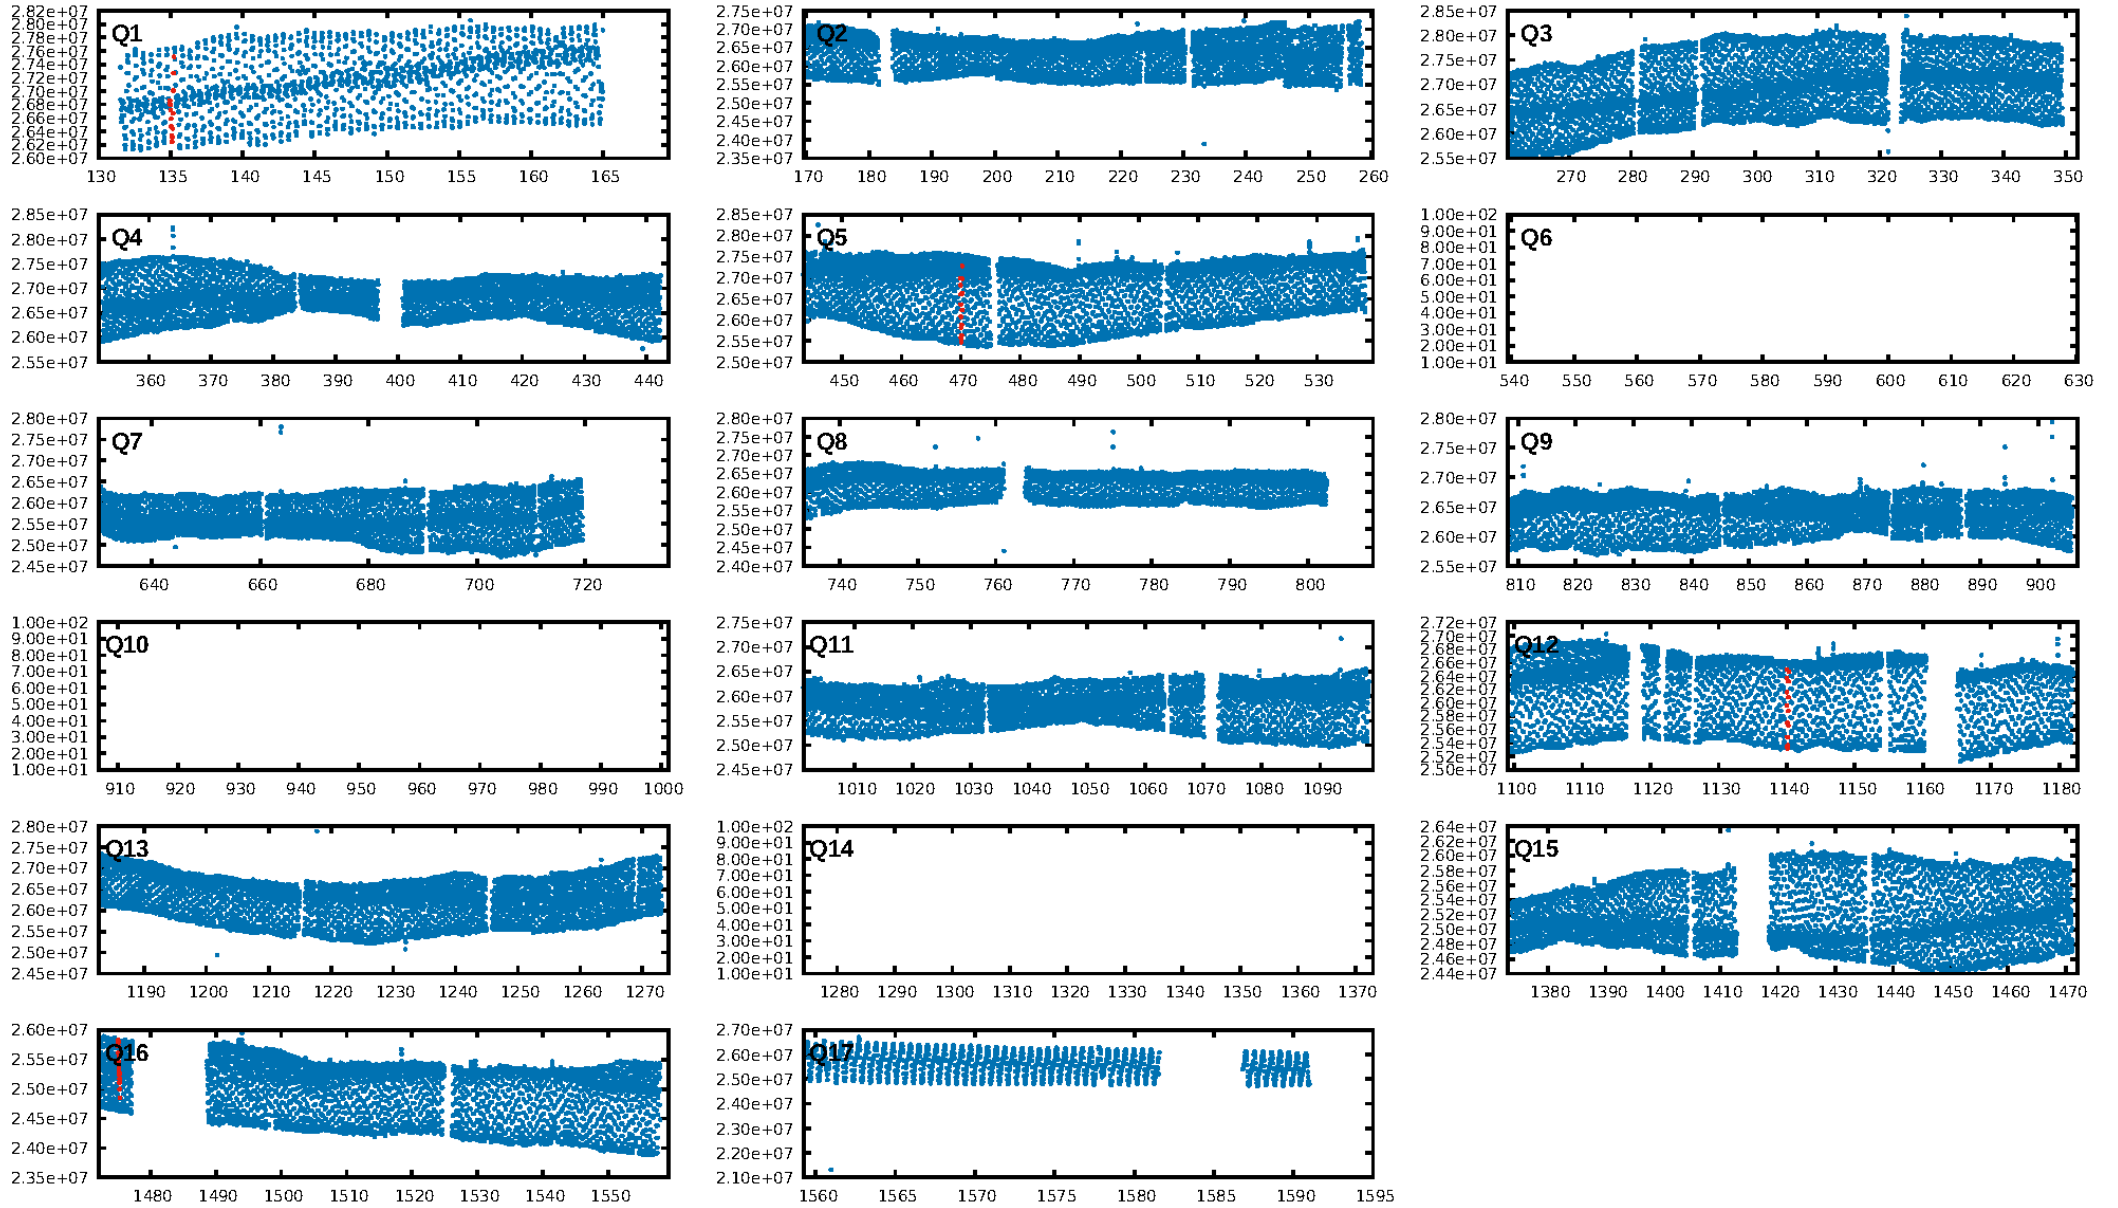 2.82e+07 2.80e+07 2.78e+07 2.76e+07 2.74e+07 2.72e+07 2.70e+07 2.68e+07 2.66e+07 2.64e+07 2.62e+07 2.60e+07
Q1
130 135 140 145 150 155 160 165
2.75e+07 2.70e+07 2.65e+07 2.60e+07 2.55e+07 2.50e+07 2.45e+07 2.40e+07 2.35e+07
Q2
170 180 190 200 210 220 230 240 250 260
2.85e+07 2.80e+07 2.75e+07 2.70e+07 2.65e+07 2.60e+07 2.55e+07
Q3
270 280 290 300 310 320 330 340 350
2.85e+07 2.80e+07 2.75e+07 2.70e+07 2.65e+07 2.60e+07 2.55e+07
Q4
360 370 380 390 400 410 420 430 440
2.85e+07 2.80e+07 2.75e+07 2.70e+07 2.65e+07 2.60e+07 2.55e+07 2.50e+07
Q5
450 460 470 480 490 500 510 520 530
1.00e+02 9.00e+01 8.00e+01 7.00e+01 6.00e+01 5.00e+01 4.00e+01 3.00e+01 2.00e+01 1.00e+01
Q6
540 550 560 570 580 590 600 610 620 630
2.80e+07 2.75e+07 2.70e+07 2.65e+07 2.60e+07 2.55e+07 2.50e+07 2.45e+07
Q7
640 660 680 700 720
2.80e+07 2.75e+07 2.70e+07 2.65e+07 2.60e+07 2.55e+07 2.50e+07 2.45e+07 2.40e+07
Q8
740 750 760 770 780 790 800
2.80e+07 2.75e+07 2.70e+07 2.65e+07 2.60e+07 2.55e+07
Q9
810 820 830 840 850 860 870 880 890 900
1.00e+02 9.00e+01 8.00e+01 7.00e+01 6.00e+01 5.00e+01 4.00e+01 3.00e+01 2.00e+01 1.00e+01
Q10
910 920 930 940 950 960 970 980 990 1000
2.75e+07 2.70e+07 2.65e+07 2.60e+07 2.55e+07 2.50e+07 2.45e+07
Q11
1010 1020 1030 1040 1050 1060 1070 1080 1090
2.72e+07 2.70e+07 2.68e+07 2.66e+07 2.64e+07 2.62e+07 2.60e+07 2.58e+07 2.56e+07 2.54e+07 2.52e+07 2.50e+07
Q12
1100 1110 1120 1130 1140 1150 1160 1170 1180
2.80e+07 2.75e+07 2.70e+07 2.65e+07 2.60e+07 2.55e+07 2.50e+07 2.45e+07
Q13
1190 1200 1210 1220 1230 1240 1250 1260 1270
1.00e+02 9.00e+01 8.00e+01 7.00e+01 6.00e+01 5.00e+01 4.00e+01 3.00e+01 2.00e+01 1.00e+01
Q14
1280 1290 1300 1310 1320 1330 1340 1350 1360 1370
2.64e+07 2.62e+07 2.60e+07 2.58e+07 2.56e+07 2.54e+07 2.52e+07 2.50e+07 2.48e+07 2.46e+07 2.44e+07
Q15
1380 1390 1400 1410 1420 1430 1440 1450 1460 1470
2.60e+07 2.55e+07 2.50e+07 2.45e+07 2.40e+07 2.35e+07
Q16
1480 1490 1500 1510 1520 1530 1540 1550
2.70e+07 2.60e+07 2.50e+07 2.40e+07 2.30e+07 2.20e+07 2.10e+07
Q17
1560 1565 1570 1575 1580 1585 1590 1595